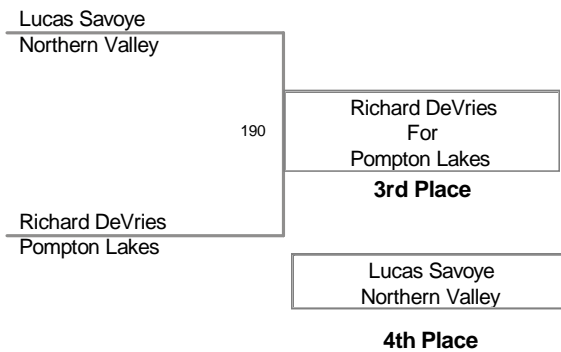 Lucas Savoye
Northern Valley
190
Richard DeVries
For
Pompton Lakes
3rd Place
Richard DeVries
Pompton Lakes
Lucas Savoye
Northern Valley
4th Place